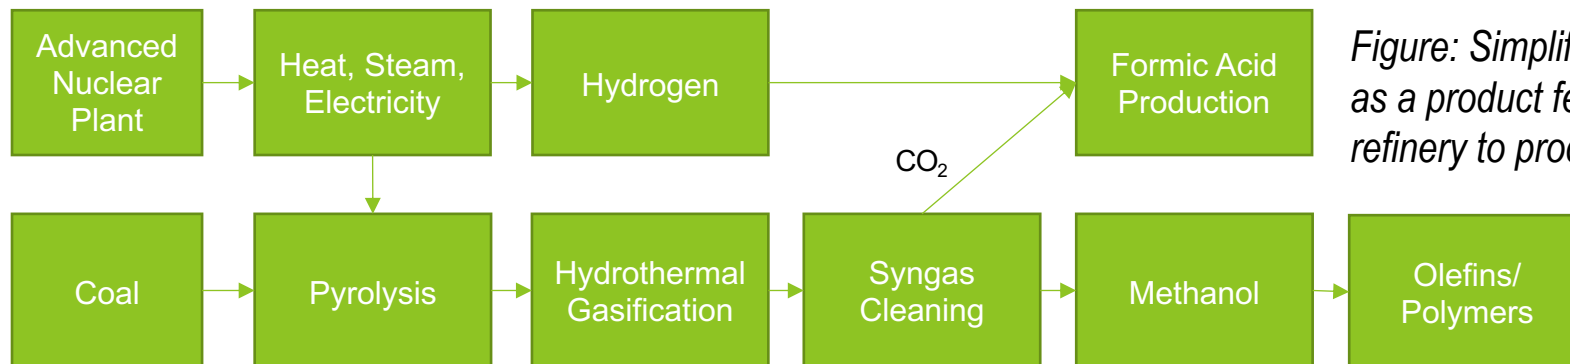 Advanced
Nuclear
Plant
Heat, Steam,
Electricity
Hydrogen
Formic Acid
Production
Figure: Simplif
as a product fe
refinery to proc
CO₂
Coal
Pyrolysis
Hydrothermal
Gasification
Syngas
Cleaning
Methanol
Olefins/
Polymers